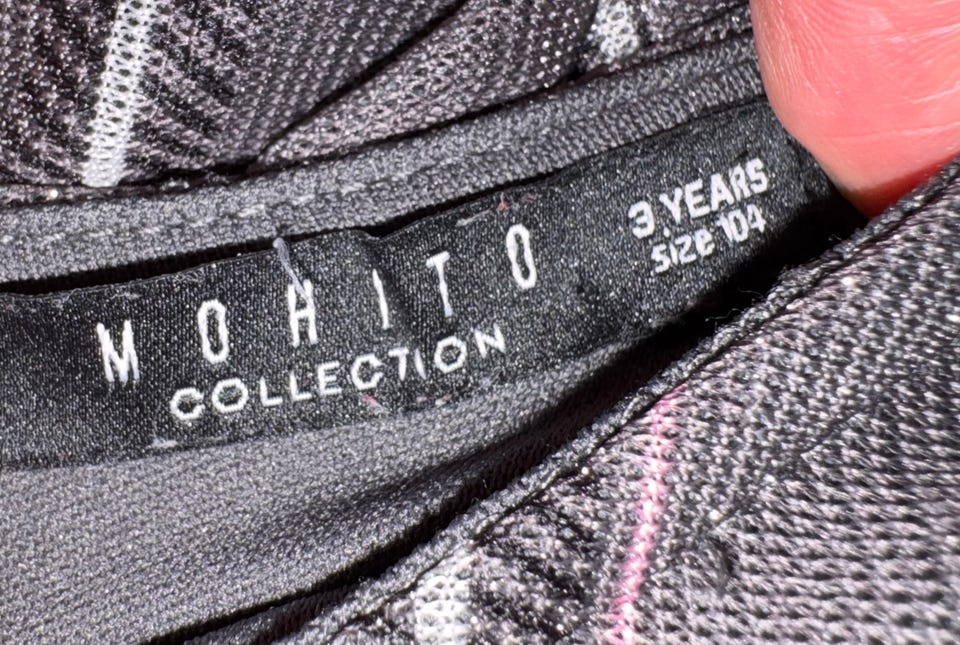 MOHITO
COLLECTION
3 YEARS
size 104